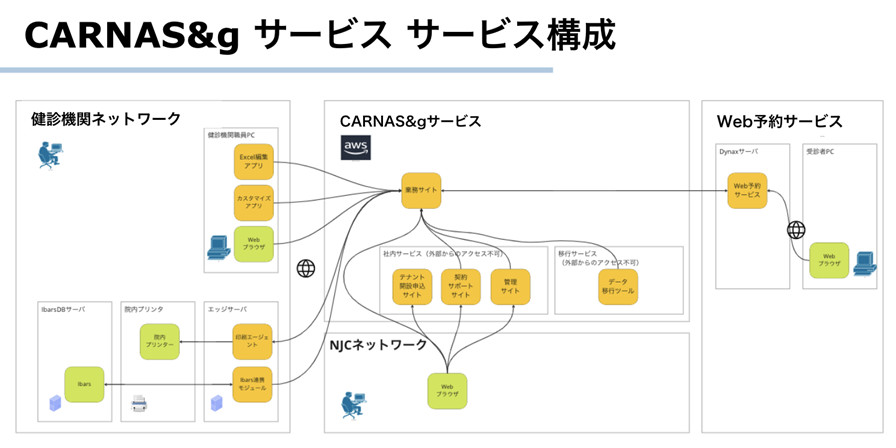 CARNAS&g サービス サービス構成
健診機関ネットワーク
健診機関職員PC
Excel編集
アプリ
カスタマイズ
アプリ
Web
ブラウザ
IbarsDBサーバ
Ibars
院内プリンタ
院内
プリンター
エッジサーバ
印刷エージェ
ント
Ibars連携
モジュール
CARNAS&gサービス
aws
業務サイト
社内サービス（外部からのアクセス不可）
テナント
開設申込
サイト
契約
サポート
サイト
管理
サイト
移行サービス
（外部からのアクセス不可）
データ
移行ツール
NJCネットワーク
Web
ブラウザ
Web予約サービス
Dynaxサーバ
Web予約
サービス
受診者PC
Web
ブラウザ